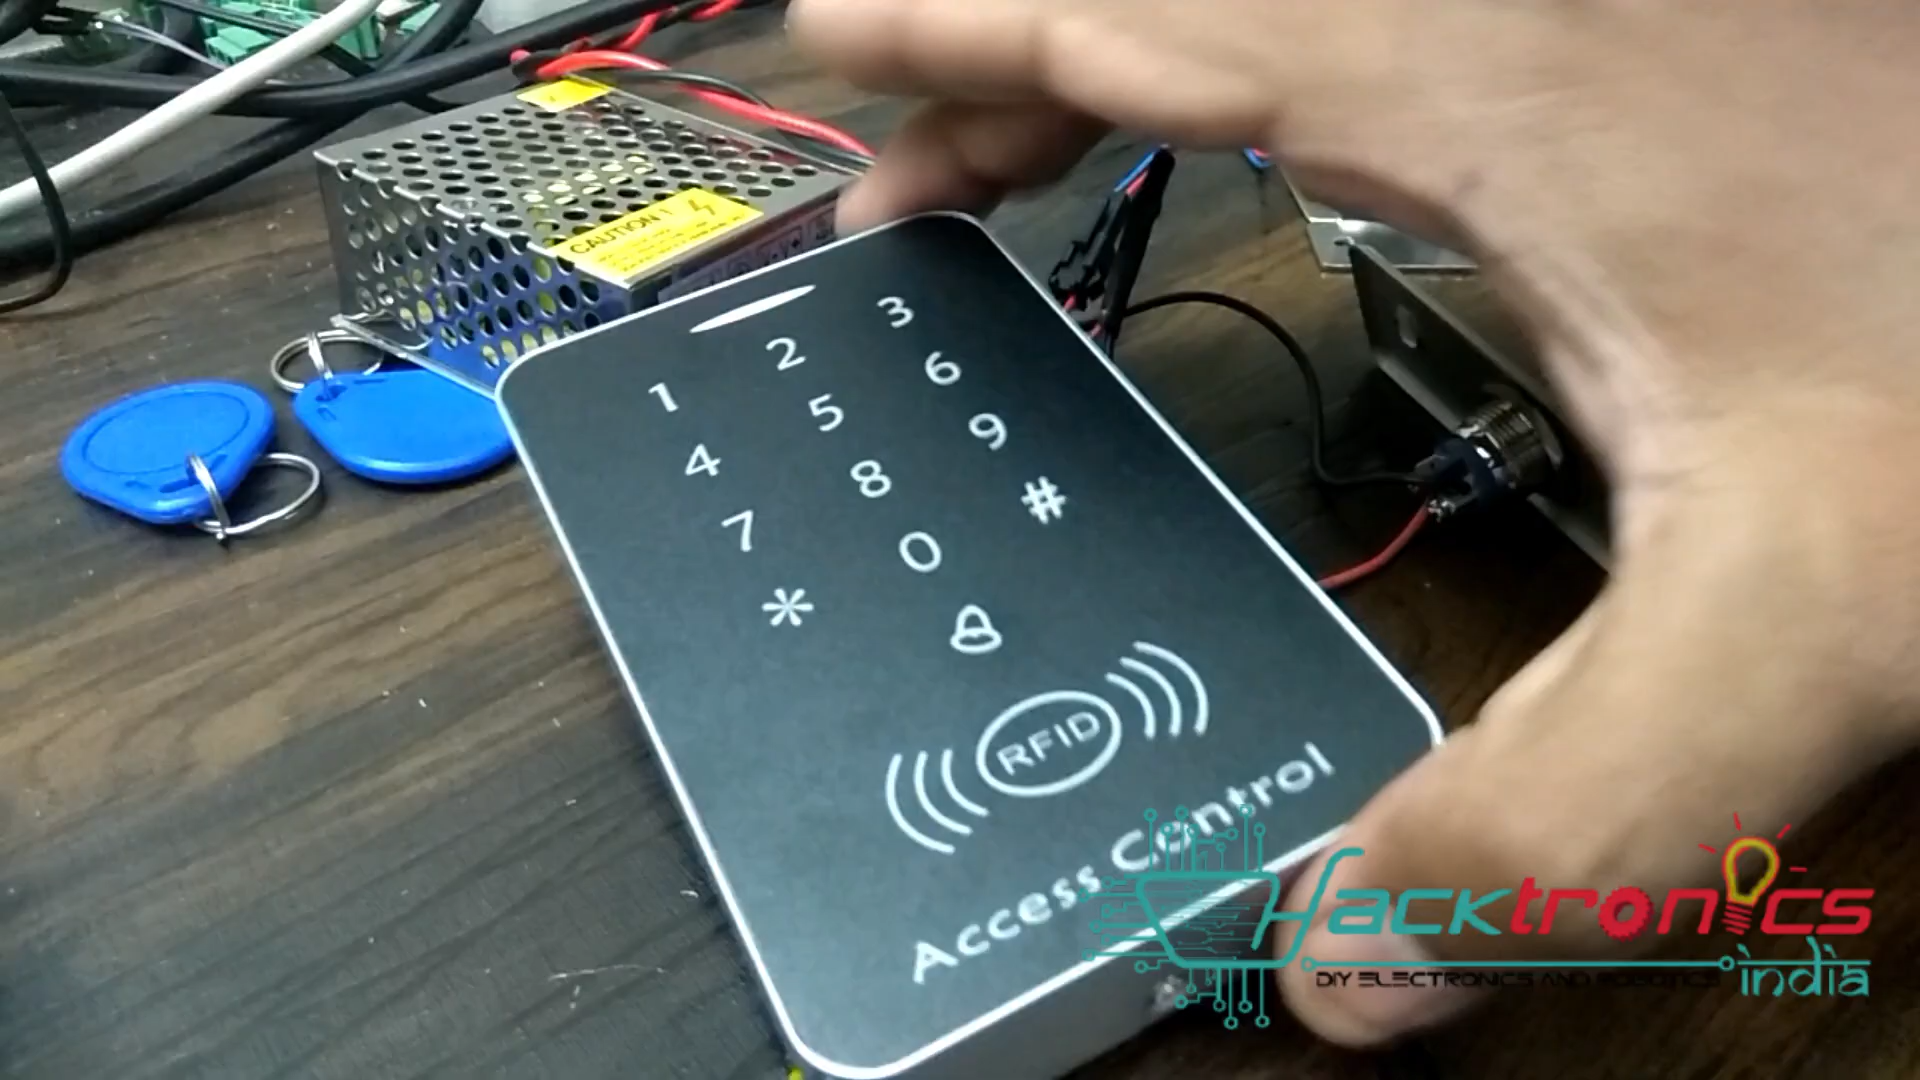 CAUTION!
1 2 3
4 5 6
7 8 9
* 0 #
RFID
Access Control
Hacktronics
india
DIY ELECTRONICS AND ROBOTICS